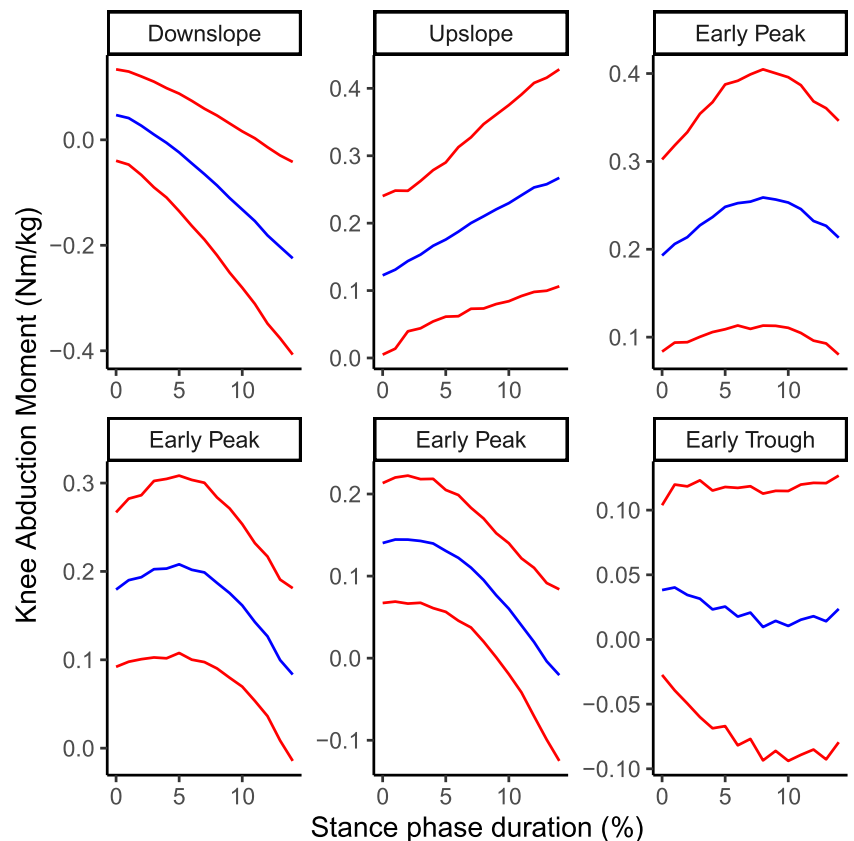 Downslope Upslope Early Peak
0.0
−0.2
−0.4
0 5 10
0.4
0.3
0.2
0.1
0.0
0 5 10
0.4
0.3
0.2
0.1
0 5 10
Early Peak Early Peak Early Trough
0.3
0.2
0.1
0.0
0 5 10
0.2
0.1
0.0
−0.1
0 5 10
0.10
0.05
0.00
−0.05
−0.10
0 5 10
Knee Abduction Moment (Nm/kg)
Stance phase duration (%)